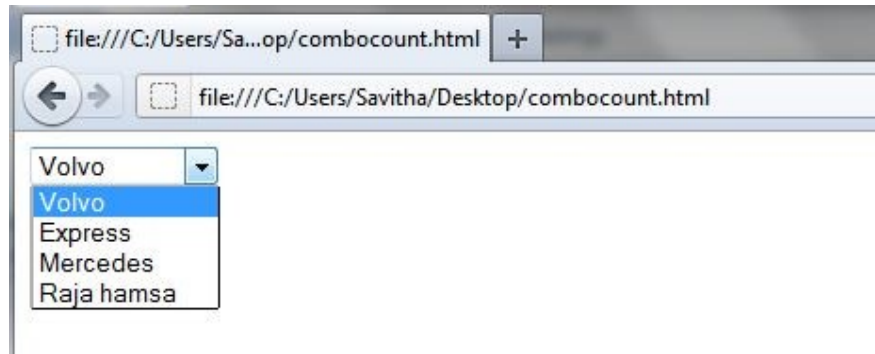 file:///C:/Users/Sa...op/combocount.html +
file:///C:/Users/Savitha/Desktop/combocount.html
Volvo
Volvo
Express
Mercedes
Raja hamsa